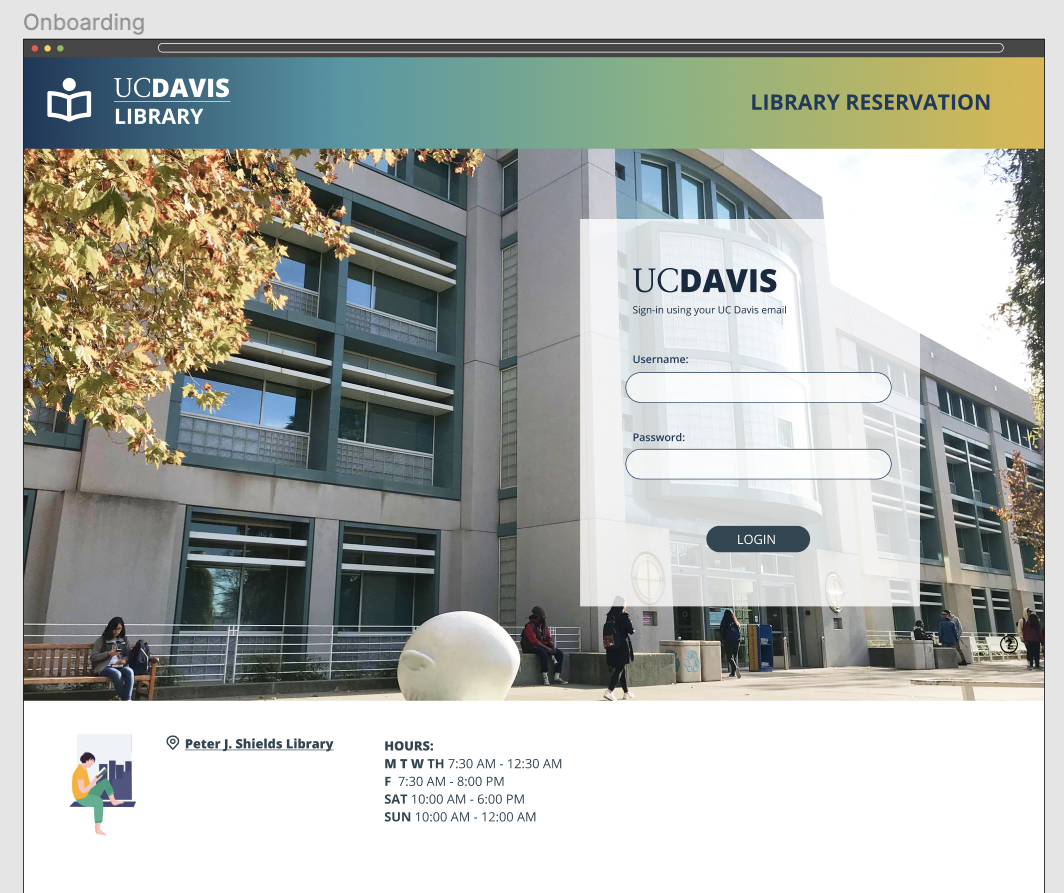 Onboarding
UCDAVIS
LIBRARY
LIBRARY RESERVATION
UCDAVIS
Sign-in using your UC Davis email
Username:
Password:
LOGIN
Peter J. Shields Library
HOURS:
M T W TH 7:30 AM - 12:30 AM
F 7:30 AM - 8:00 PM
SAT 10:00 AM - 6:00 PM
SUN 10:00 AM - 12:00 AM